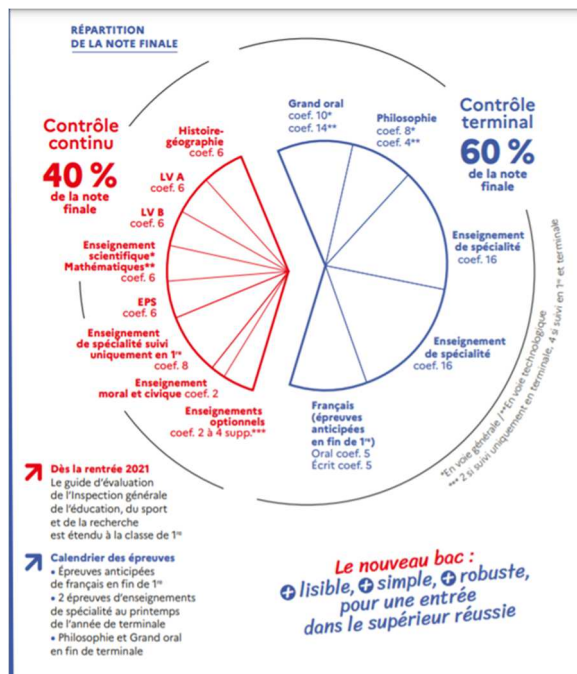 RÉPARTITION
DE LA NOTE FINALE
Contrôle
continu
40 %
de la note
finale
Histoire-
géographie
coef. 6
LV A
coef. 6
LV B
coef. 6
Enseignement
scientifique*
Mathématiques**
coef. 6
EPS
coef. 6
Enseignement
de spécialité suivi
uniquement en 1re
coef. 8
Enseignement
moral et civique coef. 2
Enseignements
optionnels
coef. 2 à 4 supp.***
Grand oral
coef. 10*
coef. 14**
Philosophie
coef. 8*
coef. 4**
Contrôle
terminal
60 %
de la note
finale
Enseignement
de spécialité
coef. 16
Enseignement
de spécialité
coef. 16
Français
(épreuves
anticipées
en fin de 1re)
Oral coef. 5
Écrit coef. 5
*En voie générale /**En voie technologique
*** 2 si suivi uniquement en terminale, 4 si suivi en 1re et terminale
Dès la rentrée 2021
Le guide d'évaluation
de l'Inspection générale
de l'éducation, du sport
et de la recherche
est étendu à la classe de 1re
Calendrier des épreuves
• Épreuves anticipées
de français en fin de 1re
• 2 épreuves d'enseignements
de spécialité au printemps
de l'année de terminale
• Philosophie et Grand oral
en fin de terminale
Le nouveau bac :
+ lisible, + simple, + robuste,
pour une entrée
dans le supérieur réussie